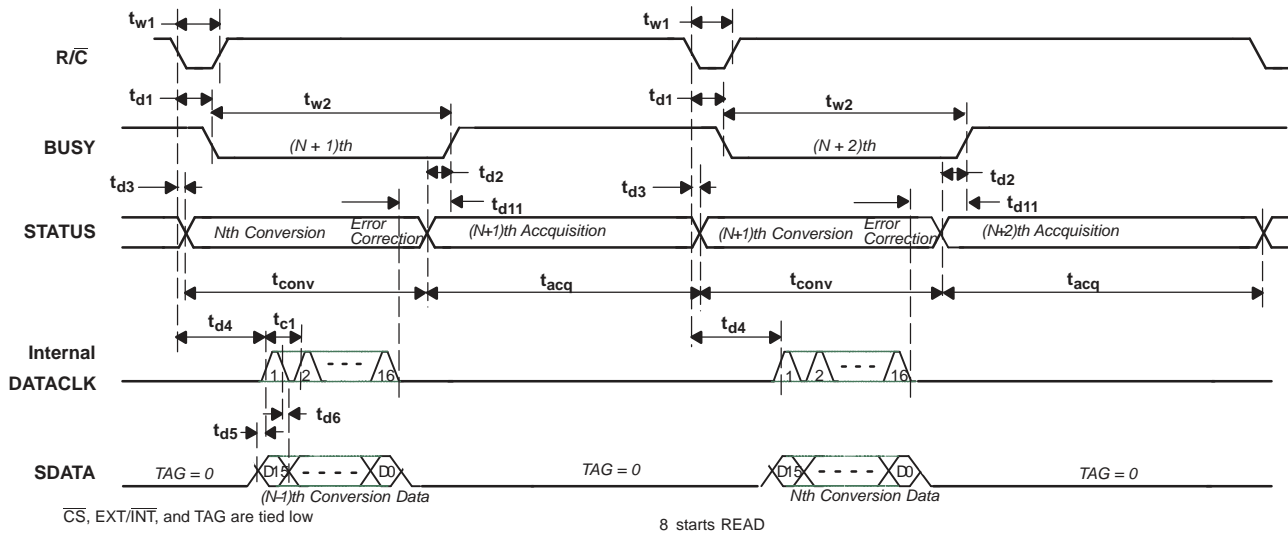 tw1 tw1
R/C̅
td1 tw2 td1 tw2
BUSY (N + 1)th (N + 2)th
td3 td2 td3 td2
td11 td11
STATUS Nth Conversion Error Correction (N+1)th Accquisition (N+1)th Conversion Error Correction (N+2)th Accquisition
tconv tacq tconv tacq
td4 tc1 td4
Internal
DATACLK 1 2 - - - 16 1 2 - - - 16
td5 td6
SDATA TAG = 0 D15 - - - - D0 TAG = 0 D15 - - - - D0 TAG = 0
(N-1)th Conversion Data Nth Conversion Data
C̅S̅, EXT/I̅N̅T̅, and TAG are tied low
8 starts READ